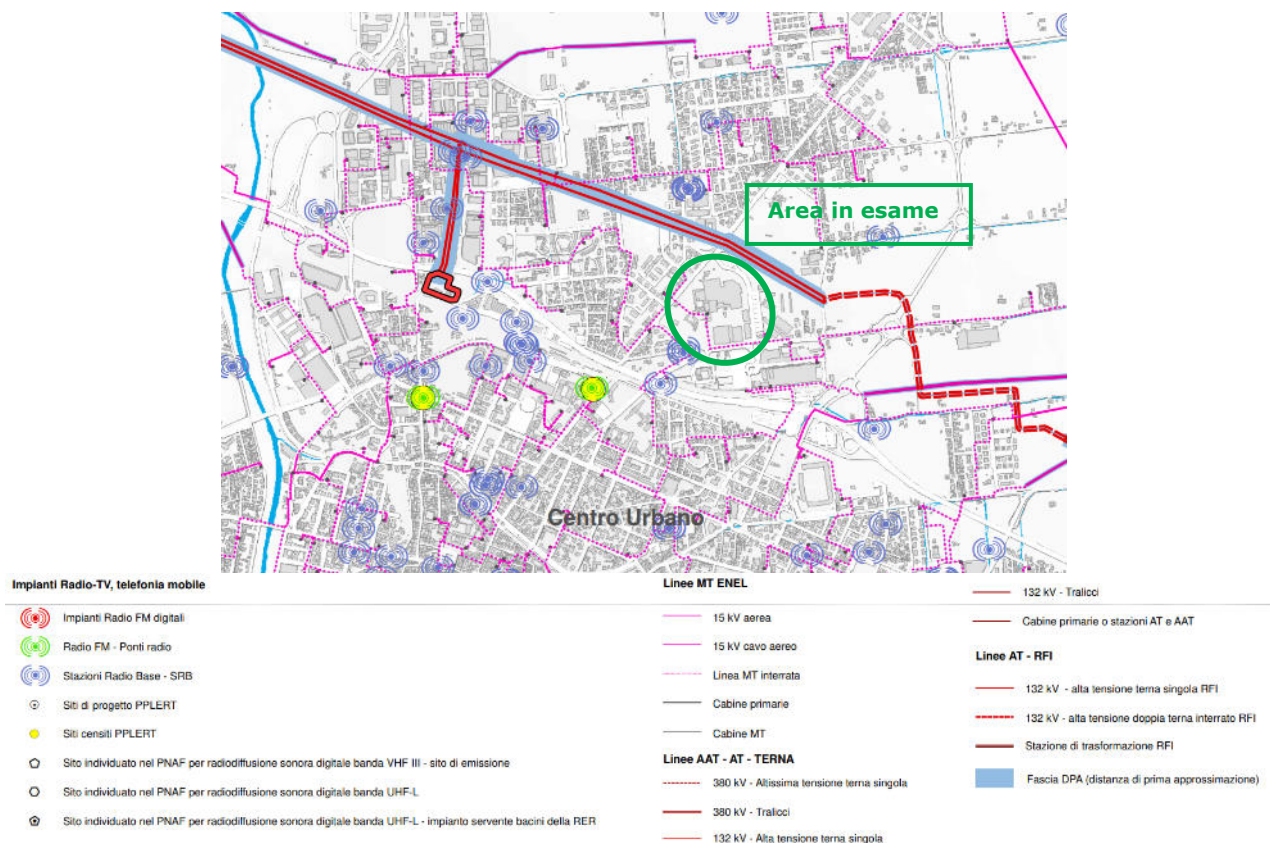 Area in esame
Centro Urbano
Impianti Radio-TV, telefonia mobile
Impianti Radio FM digitali
Radio FM - Ponti radio
Stazioni Radio Base - SRB
Siti di progetto PPLERT
Siti censiti PPLERT
Sito individuato nel PNAF per radiodiffusione sonora digitale banda VHF III - sito di emissione
Sito individuato nel PNAF per radiodiffusione sonora digitale banda UHF-L
Sito individuato nel PNAF per radiodiffusione sonora digitale banda UHF-L - impianto servente bacini della RER
Linee MT ENEL
15 kV aerea
15 kV cavo aereo
Linea MT interrata
Cabine primarie
Cabine MT
Linee AAT - AT - TERNA
380 kV - Altissima tensione terna singola
380 kV - Tralicci
132 kV - Alta tensione terna singola
132 kV - Tralicci
Cabine primarie o stazioni AT e AAT
Linee AT - RFI
132 kV - alta tensione terna singola RFI
132 kV - alta tensione doppia terna interrato RFI
Stazione di trasformazione RFI
Fascia DPA (distanza di prima approssimazione)